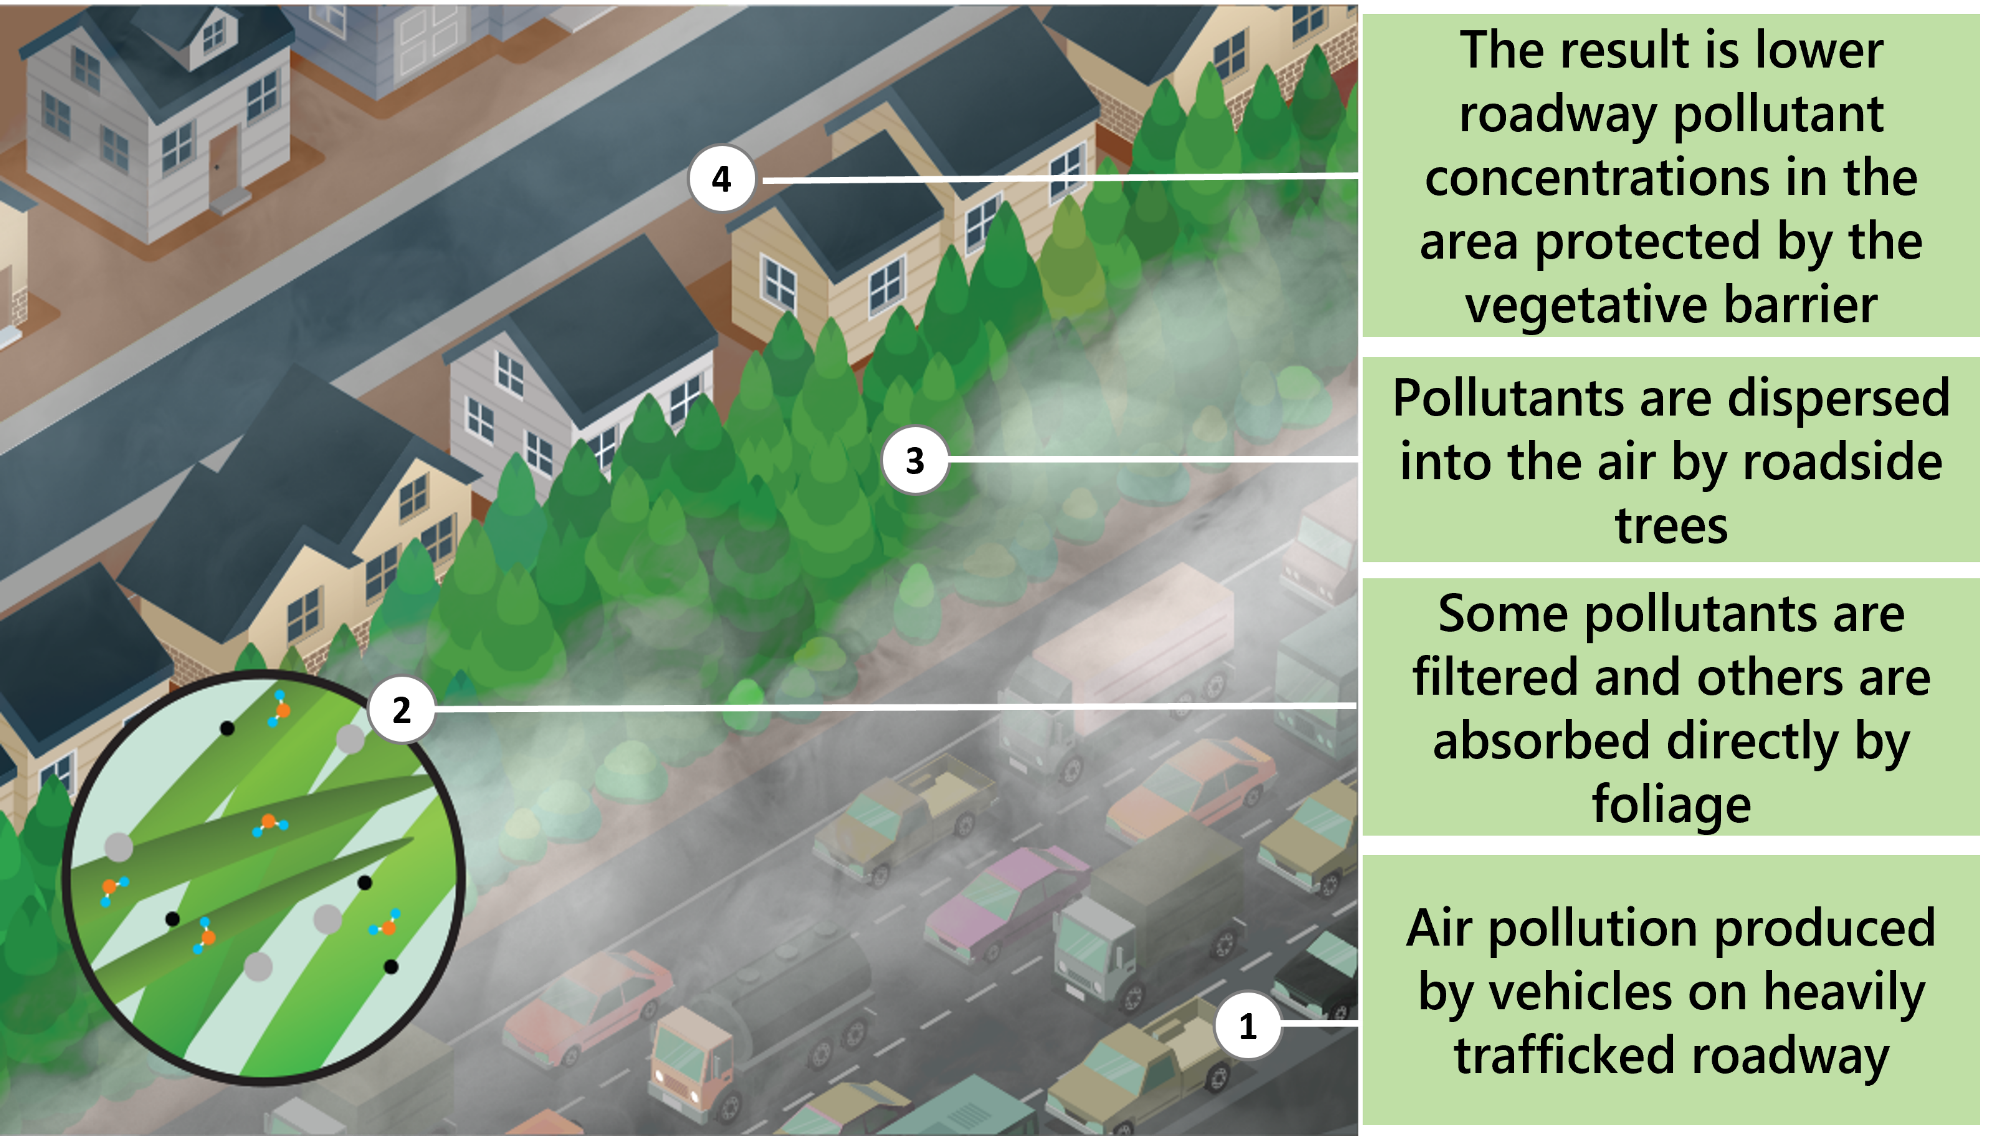 The result is lower
roadway pollutant
concentrations in the
area protected by the
vegetative barrier
4
Pollutants are dispersed
into the air by roadside
trees
3
Some pollutants are
filtered and others are
absorbed directly by
foliage
2
Air pollution produced
by vehicles on heavily
trafficked roadway
1